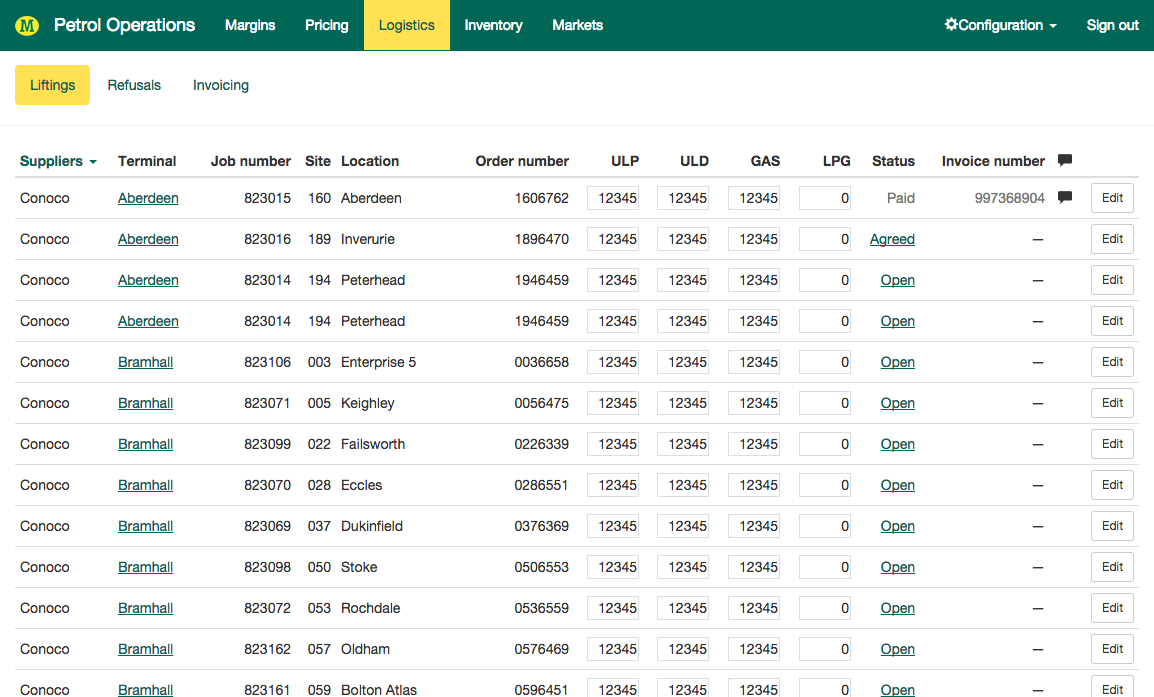 M Petrol Operations Margins Pricing Logistics Inventory Markets Configuration Sign out
Liftings Refusals Invoicing
Suppliers Terminal Job number Site Location Order number ULP ULD GAS LPG Status Invoice number
Conoco Aberdeen 823015 160 Aberdeen 1606762 12345 12345 12345 0 Paid 997368904 Edit
Conoco Aberdeen 823016 189 Inverurie 1896470 12345 12345 12345 0 Agreed — Edit
Conoco Aberdeen 823014 194 Peterhead 1946459 12345 12345 12345 0 Open — Edit
Conoco Aberdeen 823014 194 Peterhead 1946459 12345 12345 12345 0 Open — Edit
Conoco Bramhall 823106 003 Enterprise 5 0036658 12345 12345 12345 0 Open — Edit
Conoco Bramhall 823071 005 Keighley 0056475 12345 12345 12345 0 Open — Edit
Conoco Bramhall 823099 022 Failsworth 0226339 12345 12345 12345 0 Open — Edit
Conoco Bramhall 823070 028 Eccles 0286551 12345 12345 12345 0 Open — Edit
Conoco Bramhall 823069 037 Dukinfield 0376369 12345 12345 12345 0 Open — Edit
Conoco Bramhall 823098 050 Stoke 0506553 12345 12345 12345 0 Open — Edit
Conoco Bramhall 823072 053 Rochdale 0536559 12345 12345 12345 0 Open — Edit
Conoco Bramhall 823162 057 Oldham 0576469 12345 12345 12345 0 Open — Edit
Conoco Bramhall 823161 059 Bolton Atlas 0596451 12345 12345 12345 0 Open — Edit